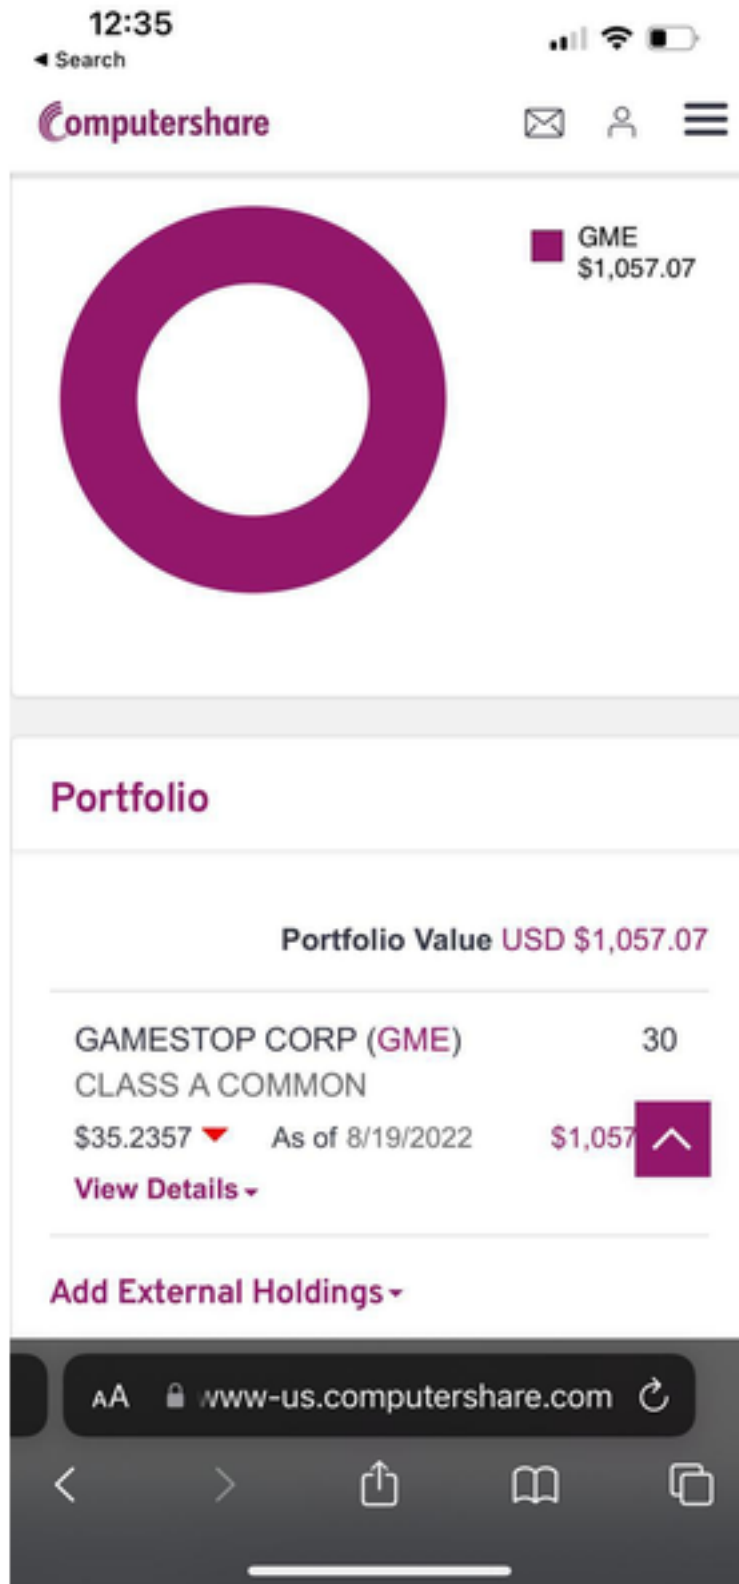 12:35
◀ Search
Computershare
GME
$1,057.07
Portfolio
Portfolio Value USD $1,057.07
GAMESTOP CORP (GME) 30
CLASS A COMMON
$35.2357 As of 8/19/2022 $1,057
View Details
Add External Holdings
AA www-us.computershare.com